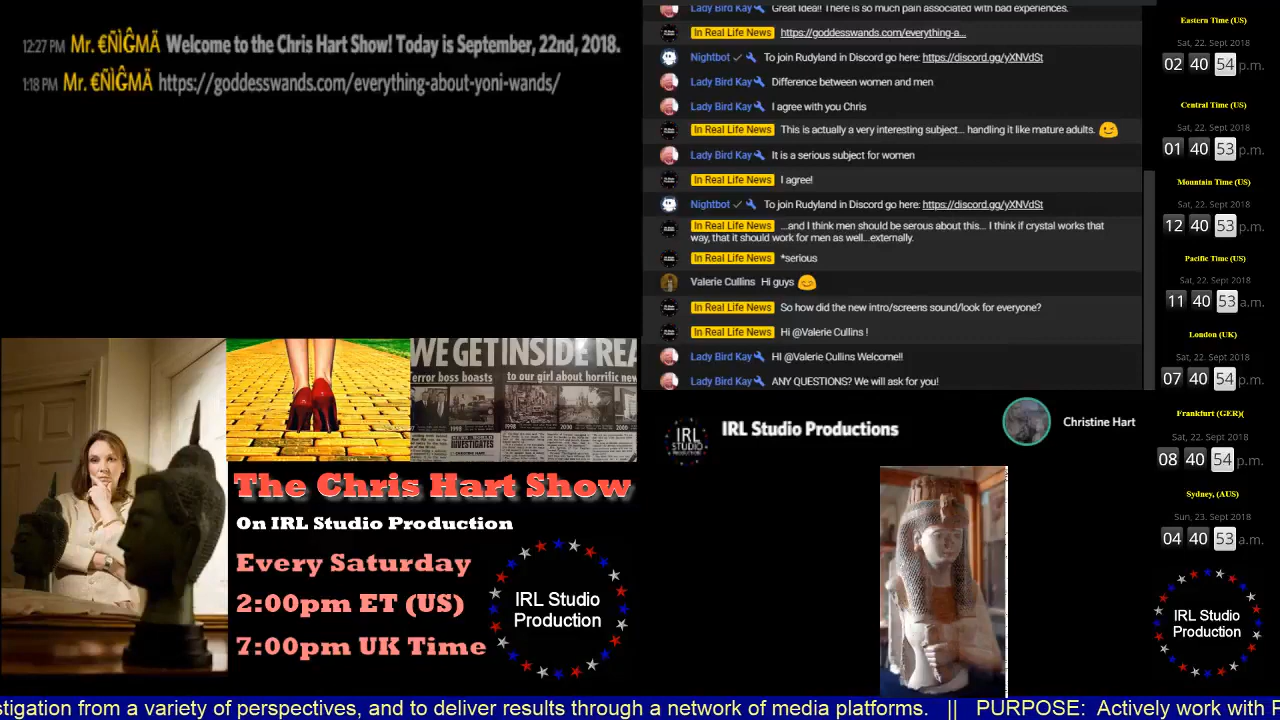 12:27 PM Mr. €ÑÌĜMÄ Welcome to the Chris Hart Show! Today is September, 22nd, 2018.
1:18 PM Mr. €ÑÌĜMÄ https://goddesswands.com/everything-about-yoni-wands/
Lady Bird Kay Great Idea!! There is so much pain associated with bad experiences.
In Real Life News https://goddesswands.com/everything-a...
Nightbot To join Rudyland in Discord go here: https://discord.gg/yXNVdSt
Lady Bird Kay Difference between women and men
Lady Bird Kay I agree with you Chris
In Real Life News This is actually a very interesting subject... handling it like mature adults. 😉
Lady Bird Kay It is a serious subject for women
In Real Life News I agree!
Nightbot To join Rudyland in Discord go here: https://discord.gg/yXNVdSt
In Real Life News ...and I think men should be serous about this... I think if crystal works that
way, that it should work for men as well...externally.
In Real Life News *serious
Valerie Cullins Hi guys 😊
In Real Life News So how did the new intro/screens sound/look for everyone?
In Real Life News Hi @Valerie Cullins !
Lady Bird Kay HI @Valerie Cullins Welcome!!
Lady Bird Kay ANY QUESTIONS? We will ask for you!
IRL
STUDIO
IRL Studio Productions
Christine Hart
Eastern Time (US)
Sat, 22. Sept 2018
02 40 54 p.m.
Central Time (US)
Sat, 22. Sept 2018
01 40 53 p.m.
Mountain Time (US)
Sat, 22. Sept 2018
12 40 53 p.m.
Pacific Time (US)
Sat, 22. Sept 2018
11 40 53 a.m.
London (UK)
Sat, 22. Sept 2018
07 40 54 p.m.
Frankfurt (GER)(
Sat, 22. Sept 2018
08 40 54 p.m.
Sydney, (AUS)
Sun, 23. Sept 2018
04 40 53 a.m.
IRL Studio
Production
WE GET INSIDE REA
error boss boasts
to our girl about horrific new
1998
1998
2000
The Chris Hart Show
On IRL Studio Production
Every Saturday
2:00pm ET (US)
7:00pm UK Time
IRL Studio
Production
stigation from a variety of perspectives, and to deliver results through a network of media platforms. || PURPOSE: Actively work with